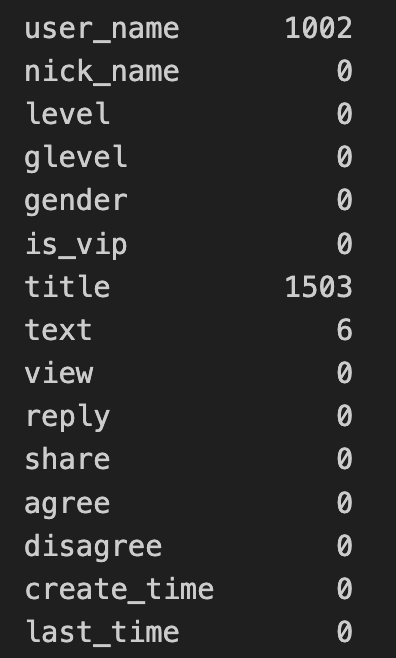 user_name 1002
nick_name 0
level 0
glevel 0
gender 0
is_vip 0
title 1503
text 6
view 0
reply 0
share 0
agree 0
disagree 0
create_time 0
last_time 0